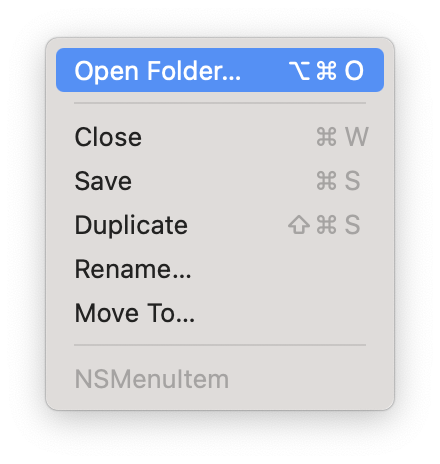 Open Folder... ⌥⌘O
Close ⌘W
Save ⌘S
Duplicate ⇧⌘S
Rename...
Move To...
NSMenuItem